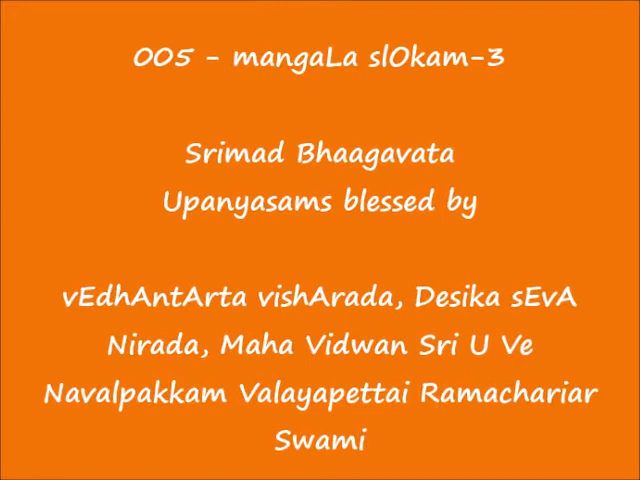 005 - mangaLa slOkam-3
Srimad Bhaagavata
Upanyasams blessed by
vEdhAntArta vishArada, Desika sEvA
Nirada, Maha Vidwan Sri U Ve
Navalpakkam Valayapettai Ramachariar
Swami